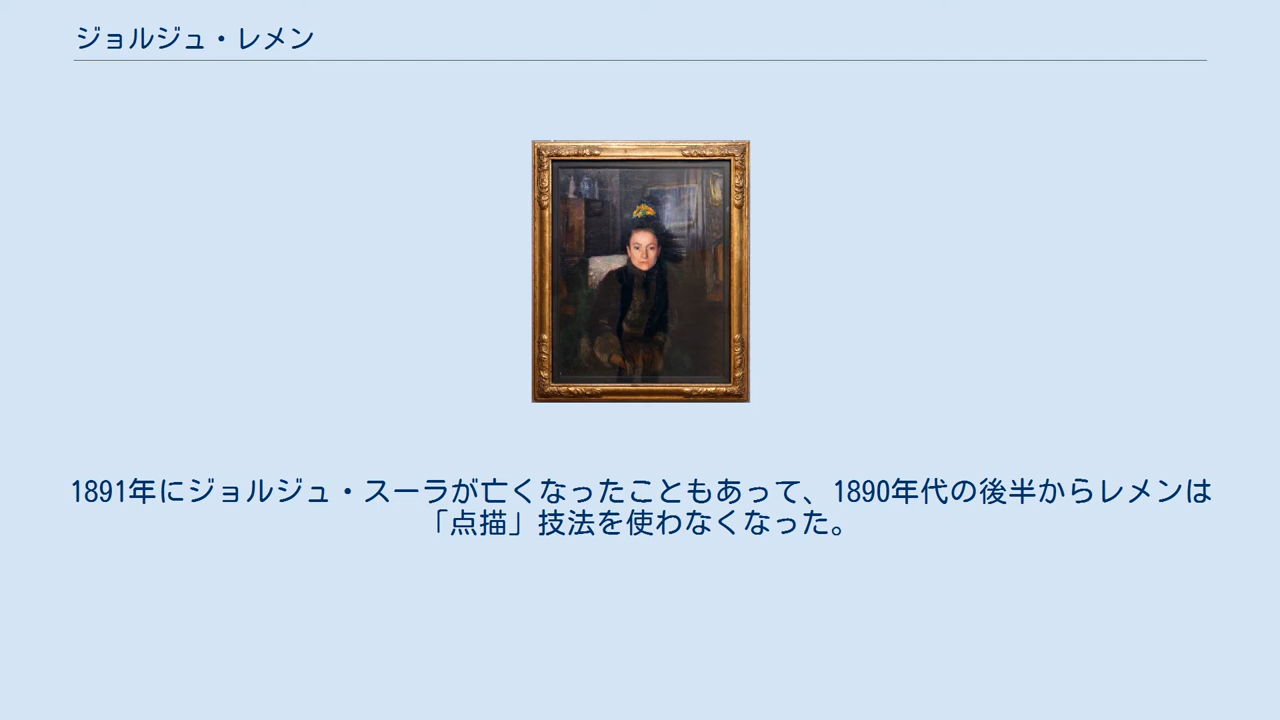 ジョルジュ・レメン
1891年にジョルジュ・スーラが亡くなったこともあって、1890年代の後半からレメンは
「点描」技法を使わなくなった。